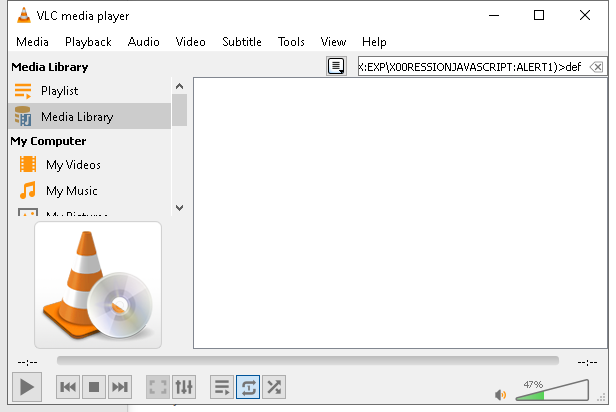 VLC media player
Media Playback Audio Video Subtitle Tools View Help
Media Library
X:EXP\X00RESSIONJAVASCRIPT:ALERT1)>def
Playlist
Media Library
My Computer
My Videos
My Music
My Pictures
--:--
--:--
47%